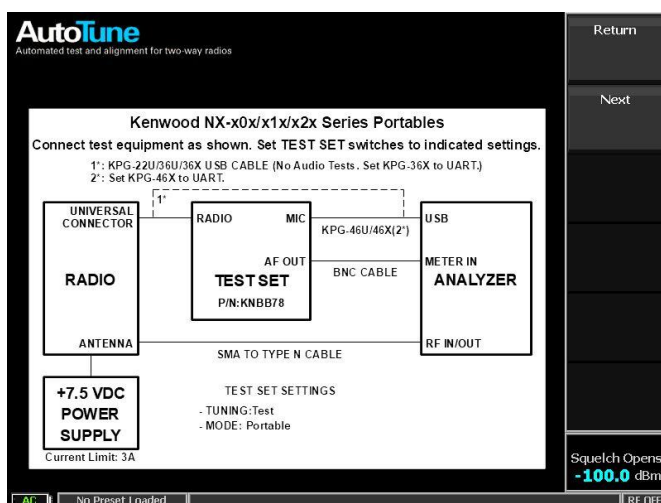 AutoTune
Automated test and alignment for two-way radios
Return
Next
Kenwood NX-x0x/x1x/x2x Series Portables
Connect test equipment as shown. Set TEST SET switches to indicated settings.
1*: KPG-22U/36U/36X USB CABLE (No Audio Tests. Set KPG-36X to UART.)
2*: Set KPG-46X to UART.
1*
UNIVERSAL
CONNECTOR
RADIO
ANTENNA
RADIO
MIC
AF OUT
TEST SET
P/N:KNBB78
KPG-46U/46X(2*)
BNC CABLE
USB
METER IN
ANALYZER
RF IN/OUT
SMA TO TYPE N CABLE
+7.5 VDC
POWER
SUPPLY
Current Limit: 3A
TEST SET SETTINGS
- TUNING:Test
- MODE: Portable
Squelch Opens
-100.0 dBm
AC
No Preset Loaded
RF OFF